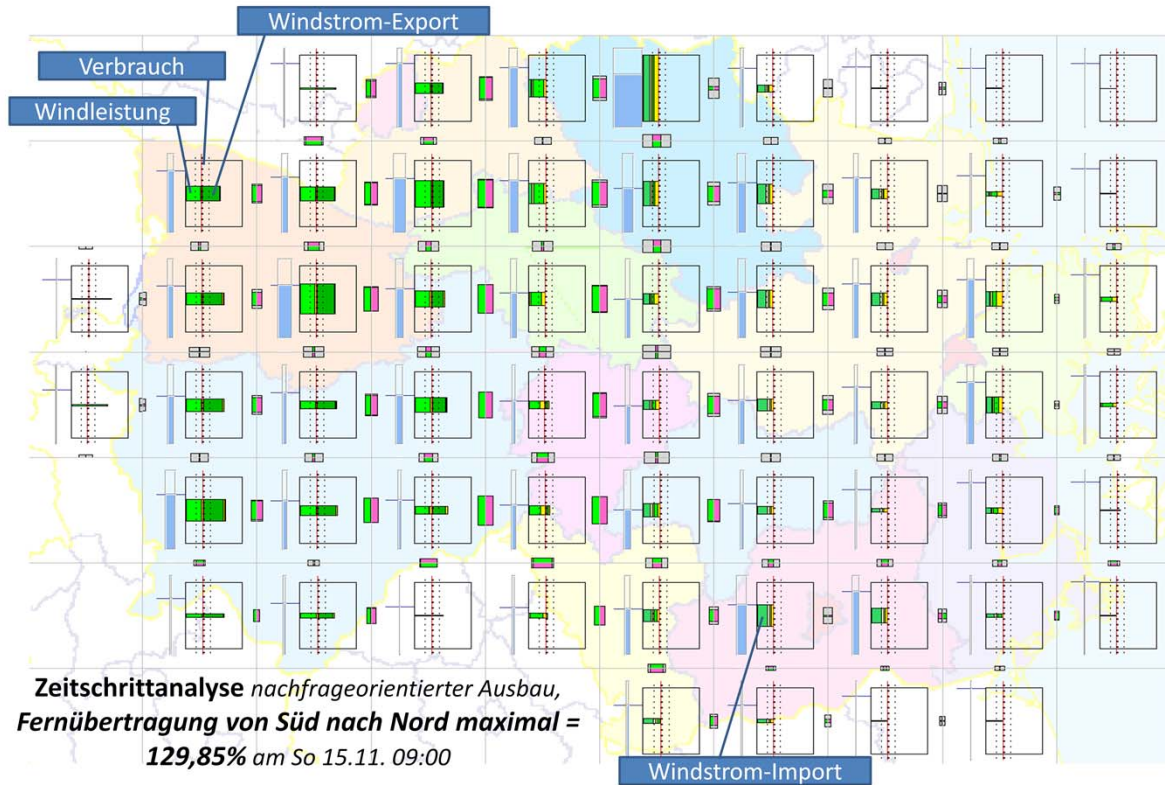 Windstrom-Export
Verbrauch
Windleistung
Zeitschrittanalyse nachfrageorientierter Ausbau,
Fernübertragung von Süd nach Nord maximal =
129,85% am So 15.11. 09:00
Windstrom-Import